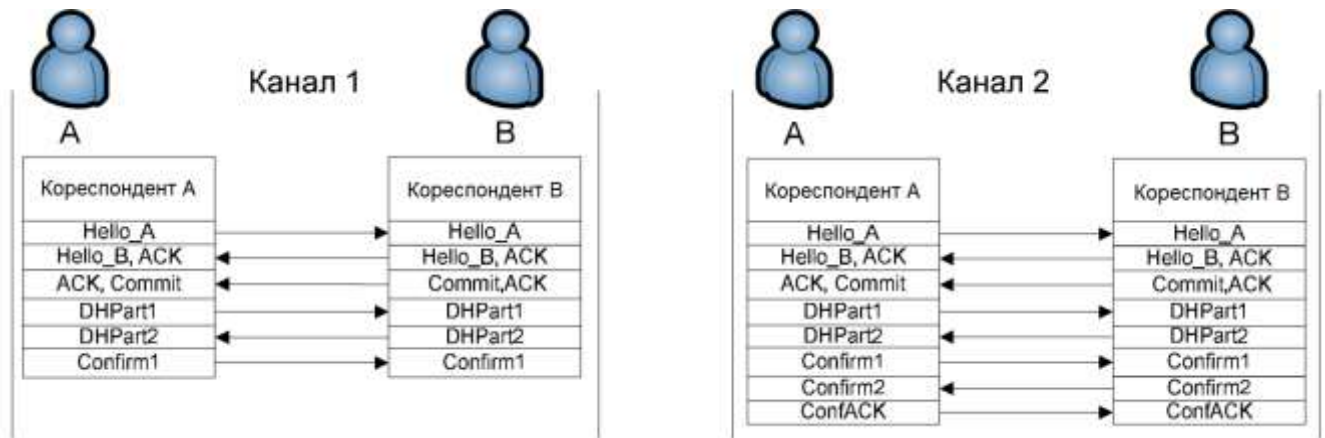 Канал 1
A
B
Кореспондент A
Кореспондент B
Hello_A
Hello_A
Hello_B, ACK
Hello_B, ACK
ACK, Commit
Commit,ACK
DHPart1
DHPart1
DHPart2
DHPart2
Confirm1
Confirm1
Канал 2
A
B
Кореспондент A
Кореспондент B
Hello_A
Hello_A
Hello_B, ACK
Hello_B, ACK
ACK, Commit
Commit,ACK
DHPart1
DHPart1
DHPart2
DHPart2
Confirm1
Confirm1
Confirm2
Confirm2
ConfACK
ConfACK